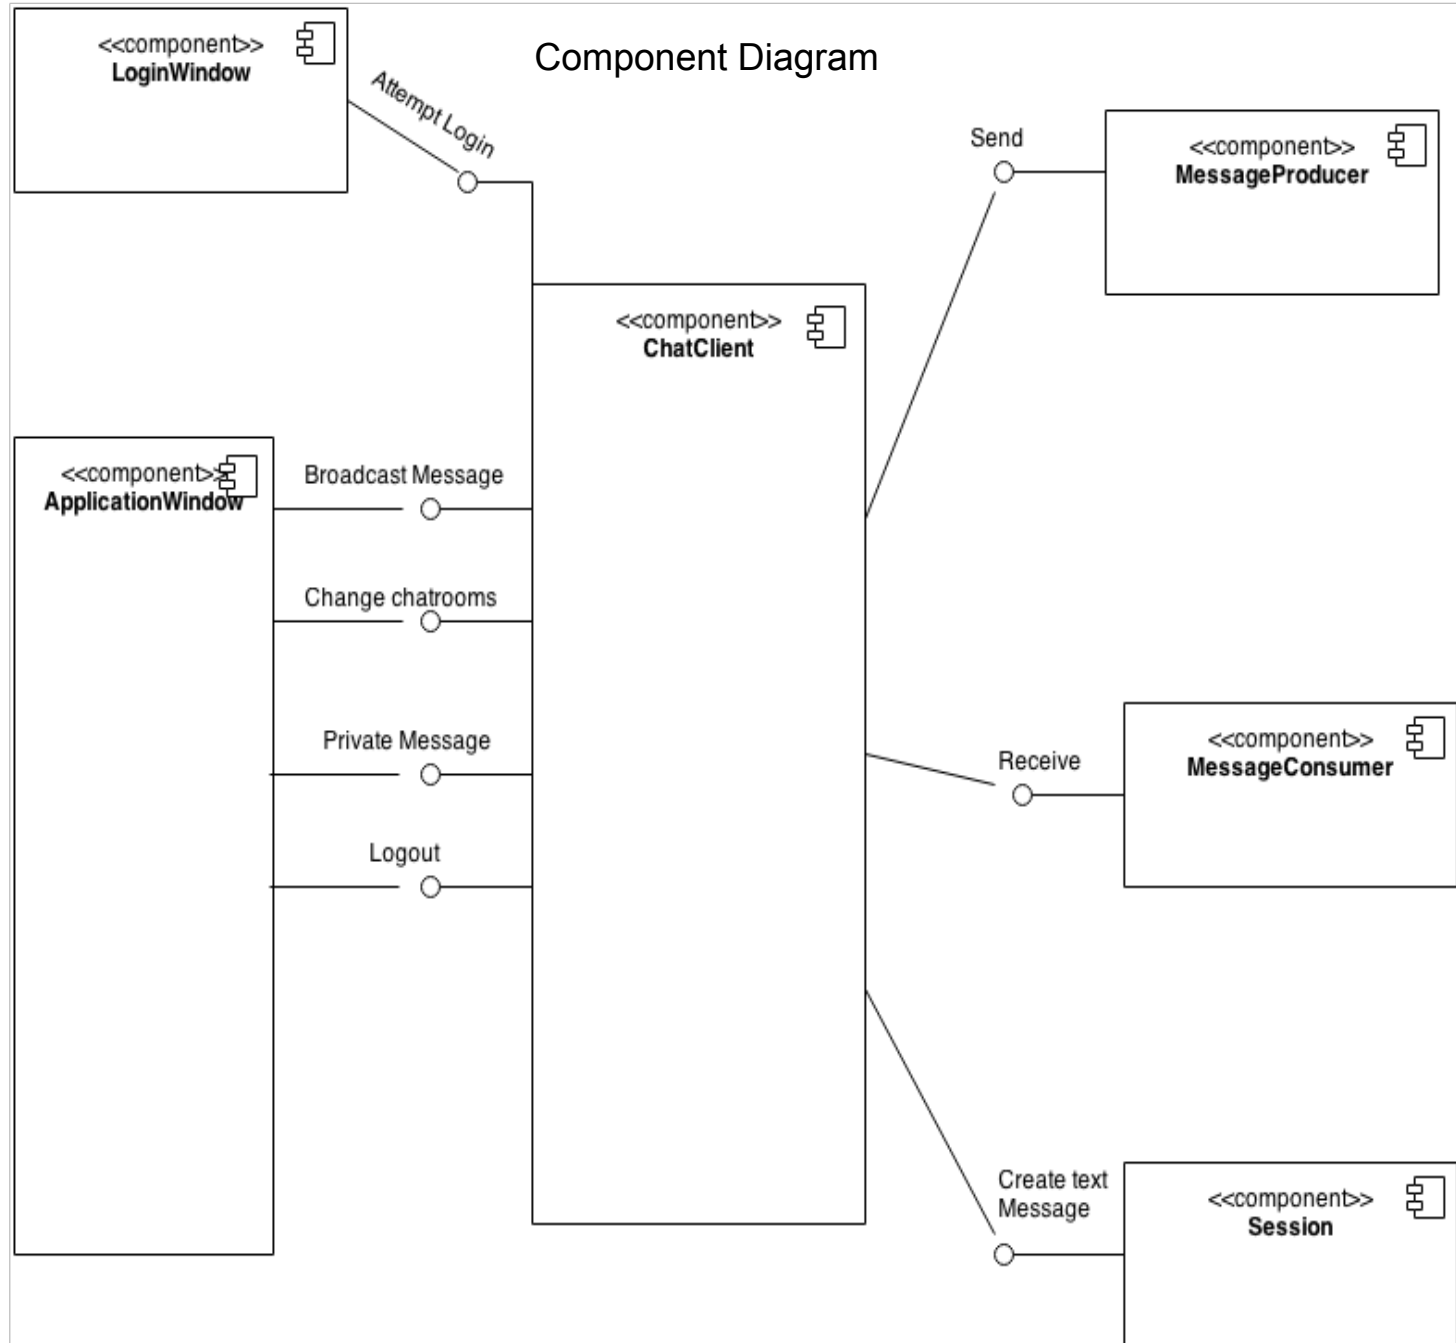 Component Diagram
<<component>>
LoginWindow
Attempt Login
Send
<<component>>
MessageProducer
<<component>>
ChatClient
<<component>>
ApplicationWindow
Broadcast Message
Change chatrooms
Private Message
Logout
Receive
<<component>>
MessageConsumer
Create text
Message
<<component>>
Session